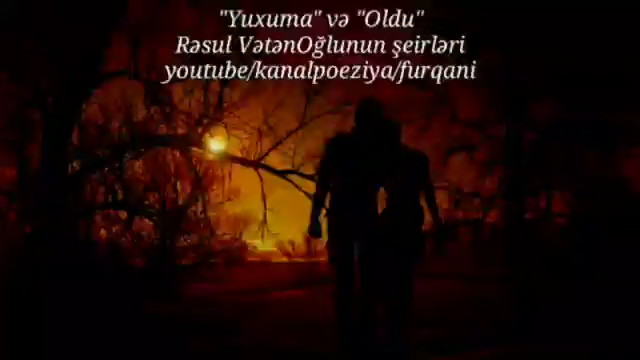 "Yuxuma" və "Oldu"
Rəsul VətənOğlunun şeirləri
youtube/kanalpoeziya/furqani